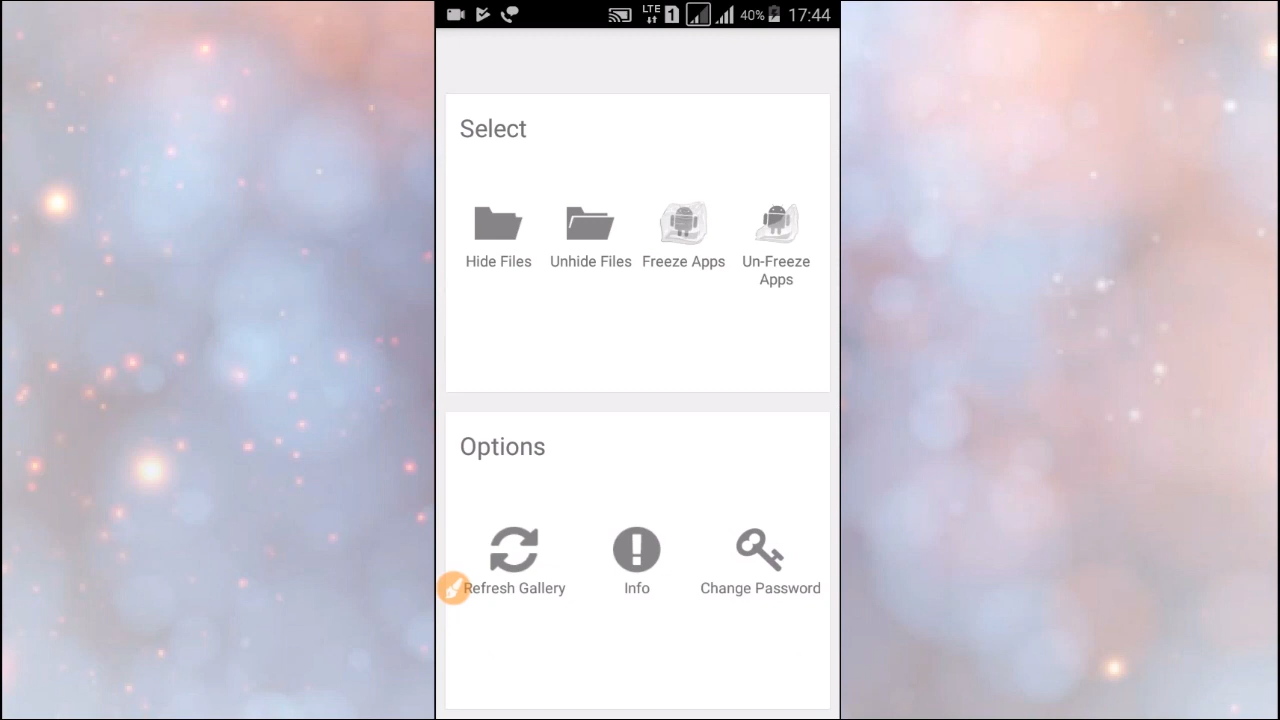 LTE 1 40% 17:44
Select
Hide Files Unhide Files Freeze Apps Un-Freeze
Apps
Options
Refresh Gallery Info Change Password